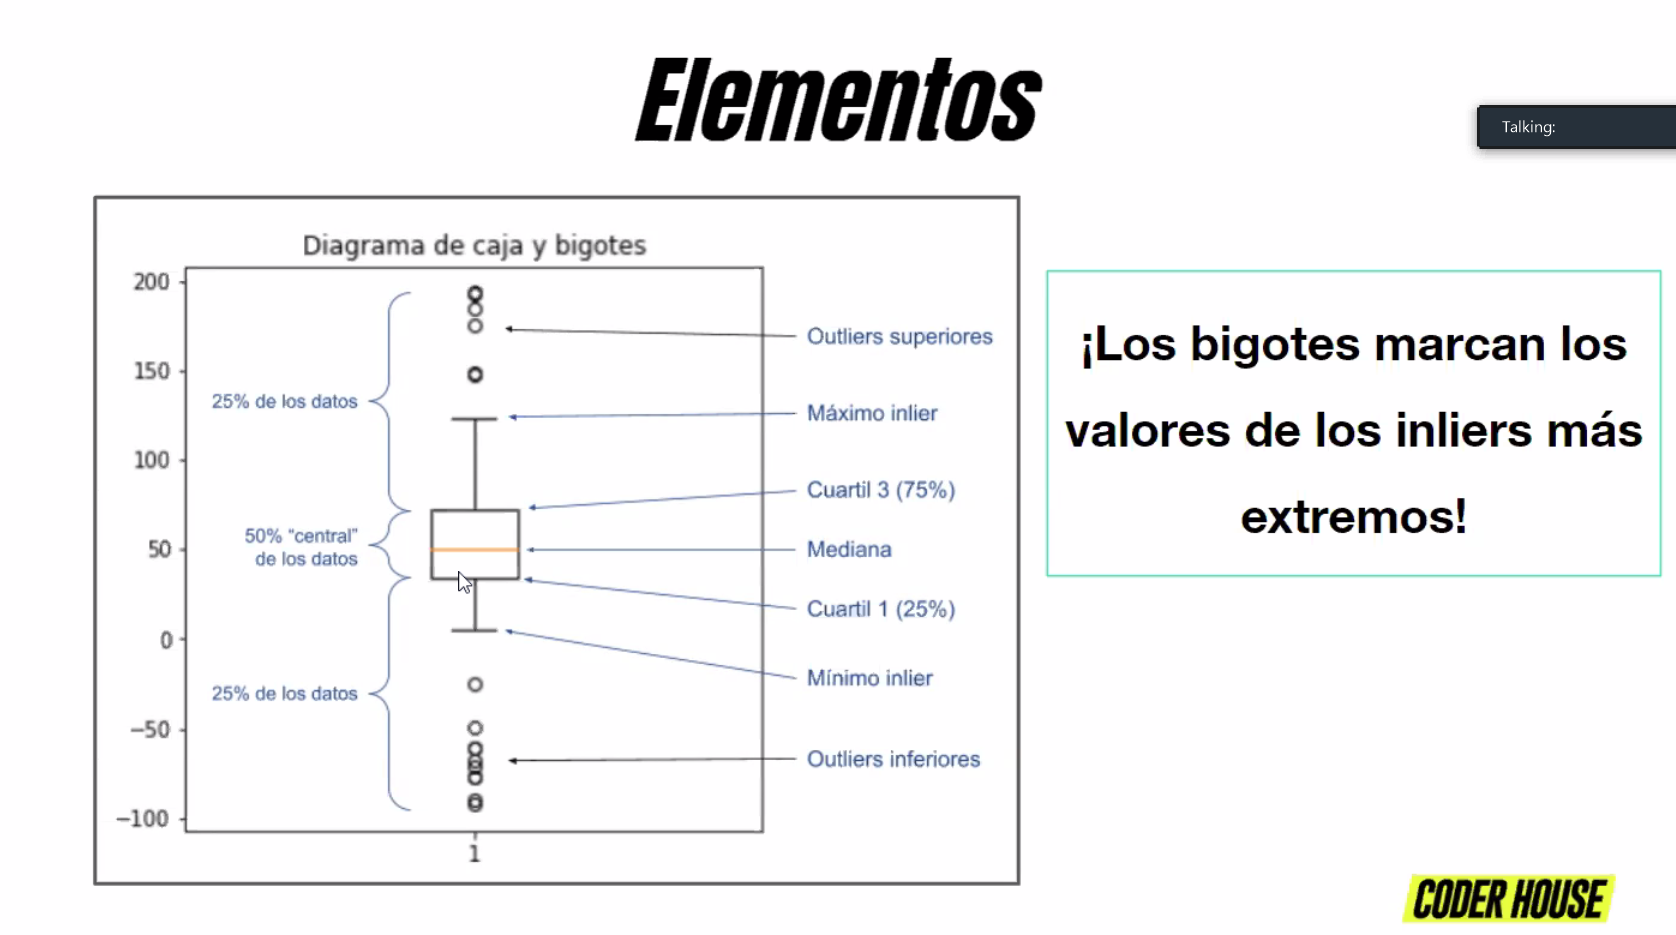 Elementos
Talking:
Diagrama de caja y bigotes
200
150
100
50
0
−50
−100
1
25% de los datos
50% “central”
de los datos
25% de los datos
Outliers superiores
Máximo inlier
Cuartil 3 (75%)
Mediana
Cuartil 1 (25%)
Mínimo inlier
Outliers inferiores
¡Los bigotes marcan los
valores de los inliers más
extremos!
CODER HOUSE